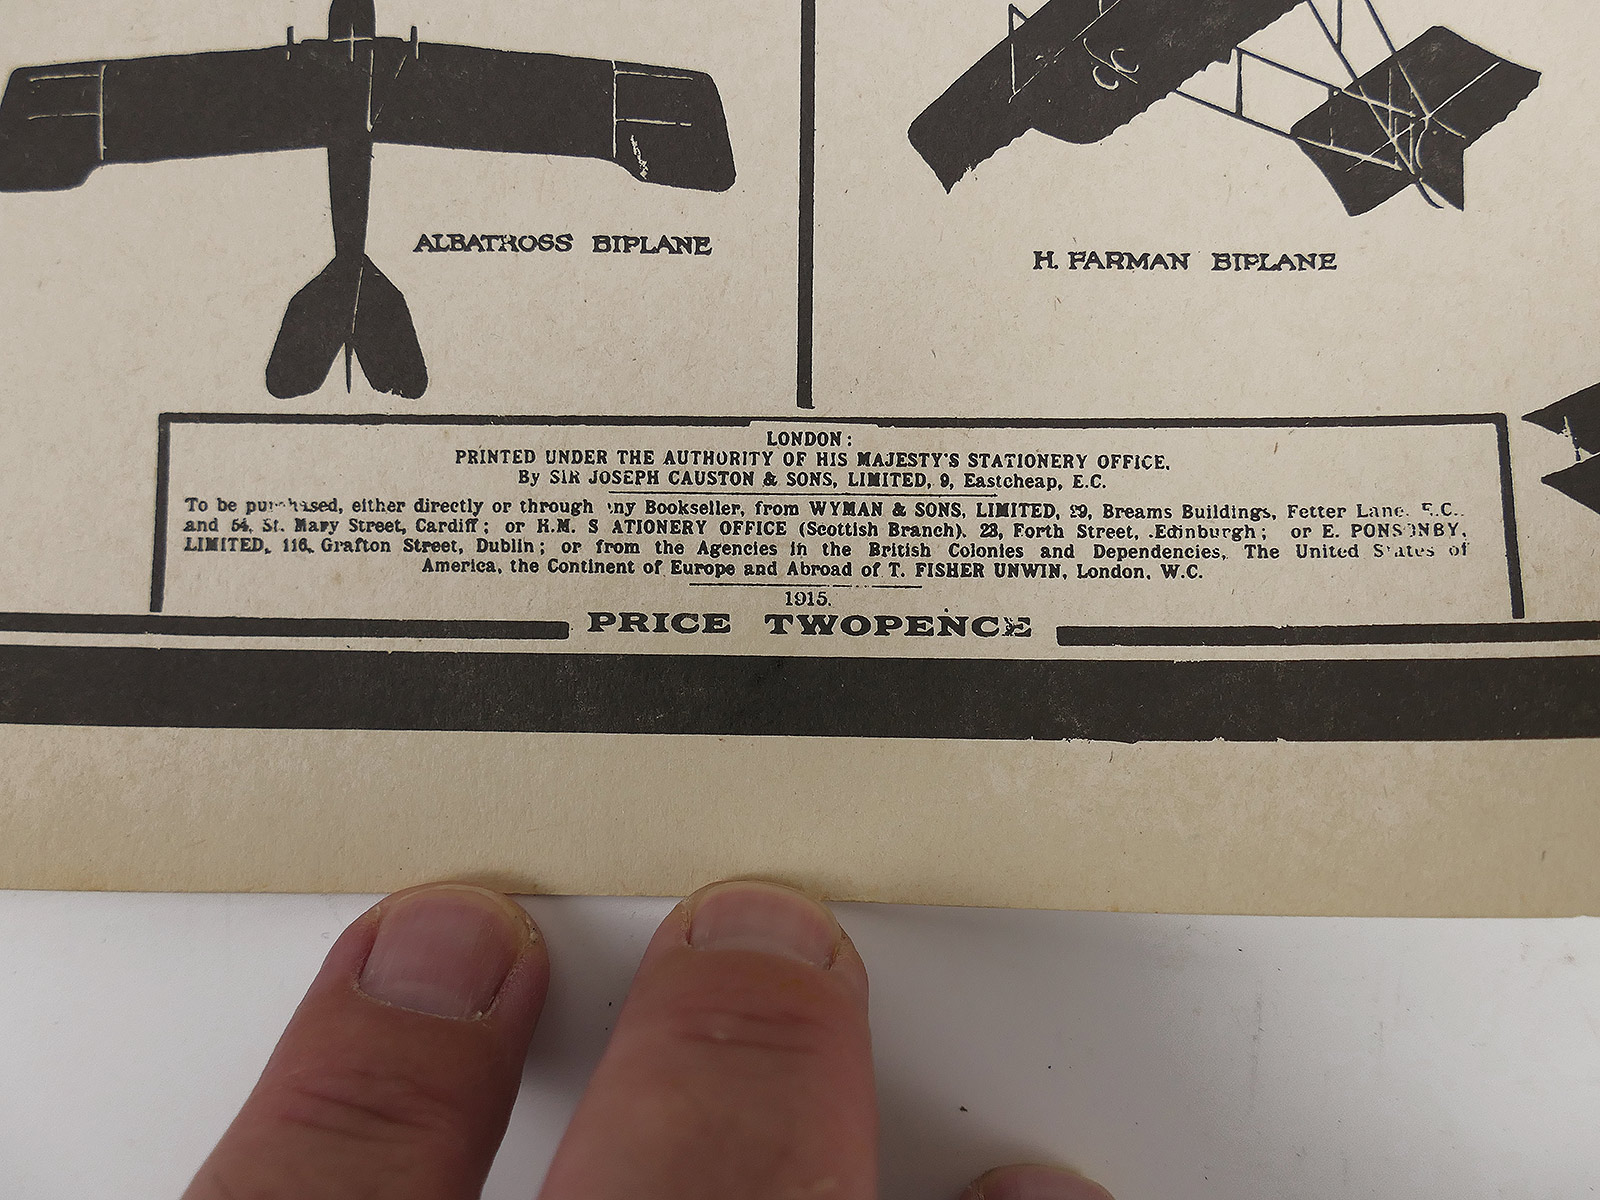 ALBATROSS BIPLANE
H. FARMAN BIPLANE
LONDON:
PRINTED UNDER THE AUTHORITY OF HIS MAJESTY'S STATIONERY OFFICE.
By SIR JOSEPH CAUSTON & SONS, LIMITED, 9, Eastcheap, E.C.
To be purchased, either directly or through any Bookseller, from WYMAN & SONS, LIMITED, 29, Breams Buildings, Fetter Lane, E.C.,
and 54, St. Mary Street, Cardiff; or H.M. STATIONERY OFFICE (Scottish Branch), 23, Forth Street, Edinburgh; or E. PONSONBY,
LIMITED, 116, Grafton Street, Dublin; or from the Agencies in the British Colonies and Dependencies, The United States of
America, the Continent of Europe and Abroad of T. FISHER UNWIN, London, W.C.
1915.
PRICE TWOPENCE